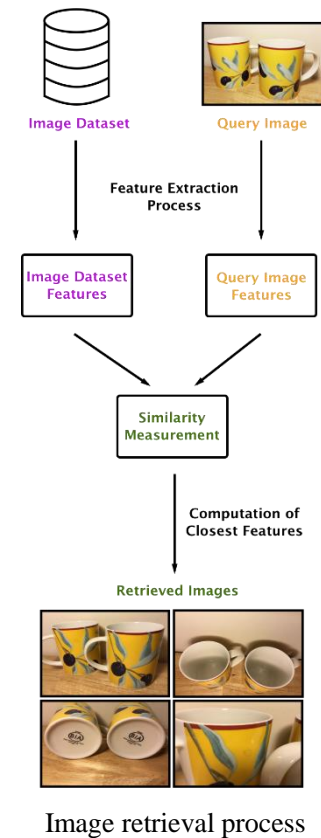 Image Dataset
Query Image
Feature Extraction
Process
Image Dataset
Features
Query Image
Features
Similarity
Measurement
Computation of
Closest Features
Retrieved Images
Image retrieval process